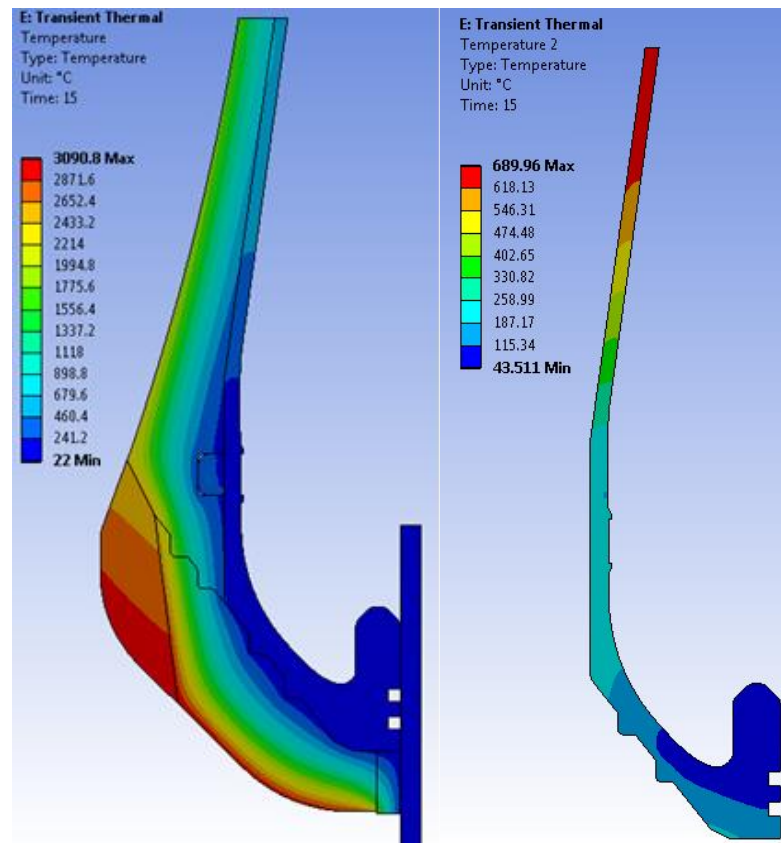 E: Transient Thermal
Temperature
Type: Temperature
Unit: °C
Time: 15
3090.8 Max
2871.6
2652.4
2433.2
2214
1994.8
1775.6
1556.4
1337.2
1118
898.8
679.6
460.4
241.2
22 Min
E: Transient Thermal
Temperature 2
Type: Temperature
Unit: °C
Time: 15
689.96 Max
618.13
546.31
474.48
402.65
330.82
258.99
187.17
115.34
43.511 Min